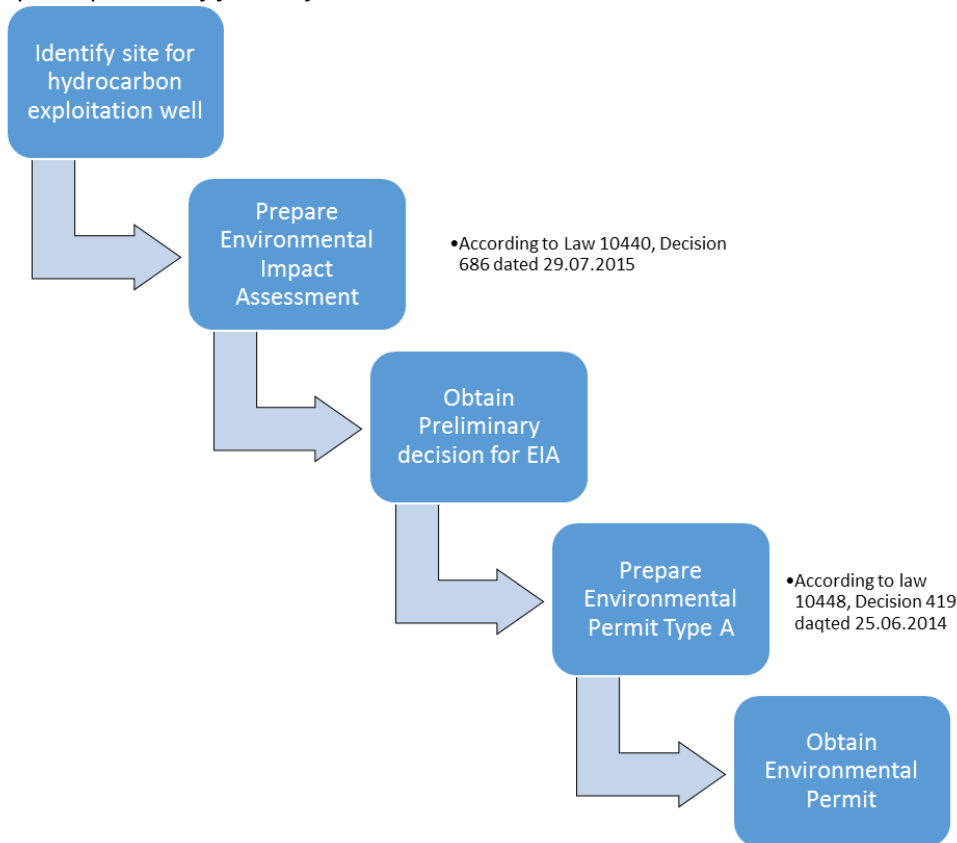 Identify site for
hydrocarbon
exploitation well
Prepare
Environmental
Impact
Assessment
•According to Law 10440, Decision
686 dated 29.07.2015
Obtain
Preliminary
decision for EIA
Prepare
Environmental
Permit Type A
•According to law
10448, Decision 419
daqted 25.06.2014
Obtain
Environmental
Permit